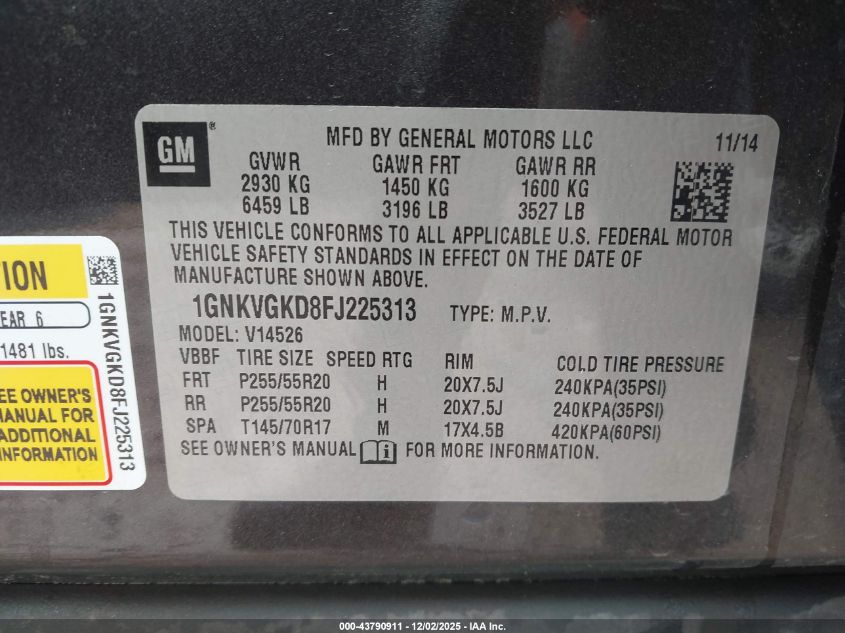 GM
MFD BY GENERAL MOTORS LLC 11/14
GVWR GAWR FRT GAWR RR
2930 KG 1450 KG 1600 KG
6459 LB 3196 LB 3527 LB
THIS VEHICLE CONFORMS TO ALL APPLICABLE U.S. FEDERAL MOTOR
VEHICLE SAFETY STANDARDS IN EFFECT ON THE DATE OF
MANUFACTURE SHOWN ABOVE.
1GNKVGKD8FJ225313 TYPE: M.P.V.
MODEL: V14526
VBBF TIRE SIZE SPEED RTG RIM COLD TIRE PRESSURE
FRT P255/55R20 H 20X7.5J 240KPA(35PSI)
RR P255/55R20 H 20X7.5J 240KPA(35PSI)
SPA T145/70R17 M 17X4.5B 420KPA(60PSI)
SEE OWNER'S MANUAL i FOR MORE INFORMATION.
TION
EAR 6
1481 lbs.
EE OWNER'S
MANUAL FOR
ADDITIONAL
INFORMATION
1GNKVGKD8FJ225313
000-43790911 - 12/02/2025 - IAA Inc.